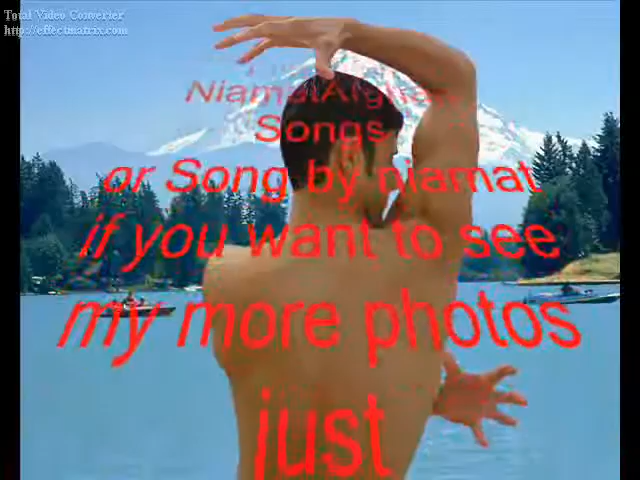 Total Video Converter
http://effectmatrix.com
NiamatAfghan
Songs
or Song by niamat
if you want to see
my more photos
just